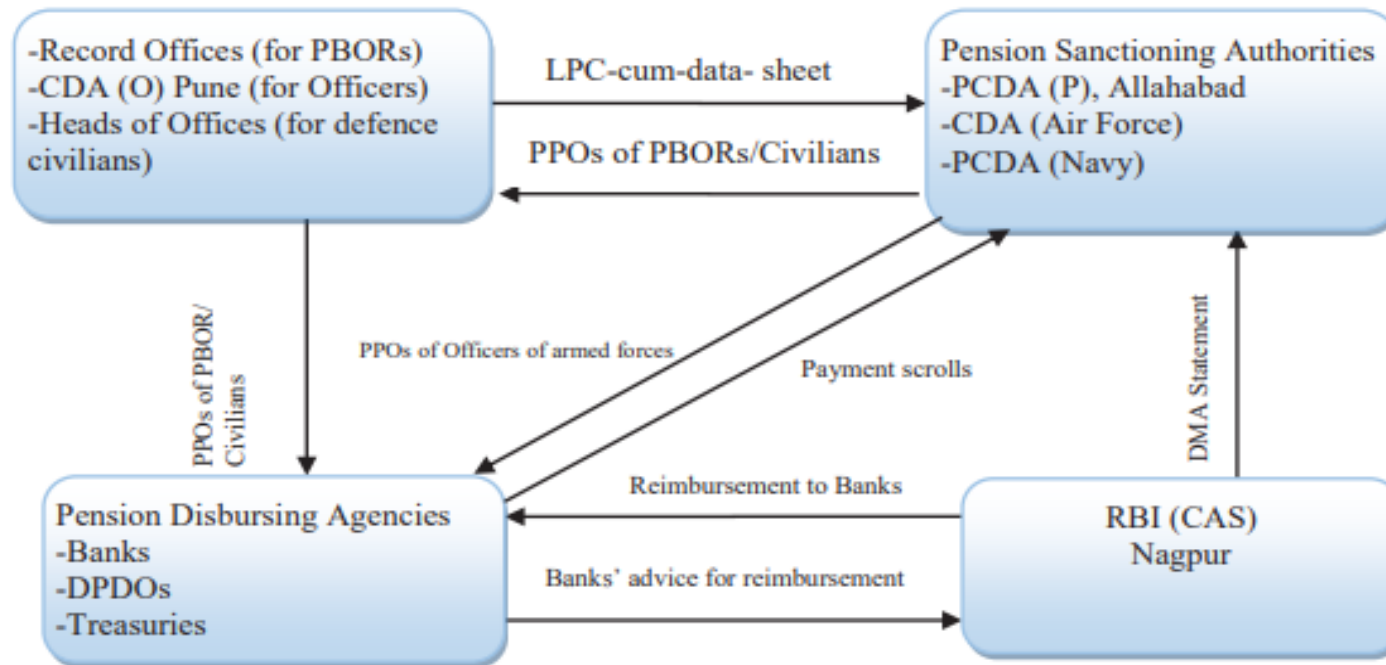 -Record Offices (for PBORs)
-CDA (O) Pune (for Officers)
-Heads of Offices (for defence
civilians)
LPC-cum-data- sheet
PPOs of PBORs/Civilians
Pension Sanctioning Authorities
-PCDA (P), Allahabad
-CDA (Air Force)
-PCDA (Navy)
PPOs of PBOR/
Civilians
PPOs of Officers of armed forces
Payment scrolls
DMA Statement
Pension Disbursing Agencies
-Banks
-DPDOs
-Treasuries
Reimbursement to Banks
Banks’ advice for reimbursement
RBI (CAS)
Nagpur